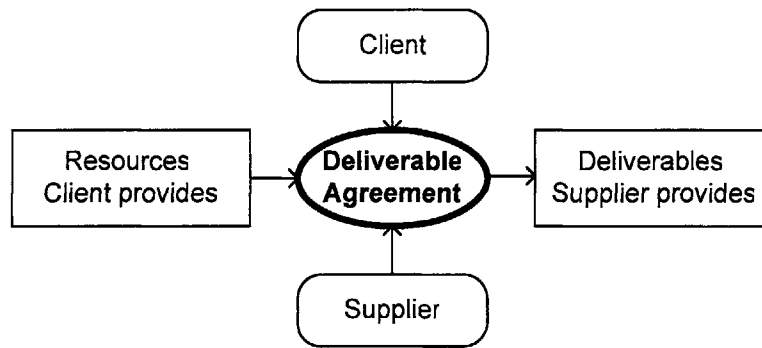 Client
Resources
Client provides
Deliverable
Agreement
Deliverables
Supplier provides
Supplier